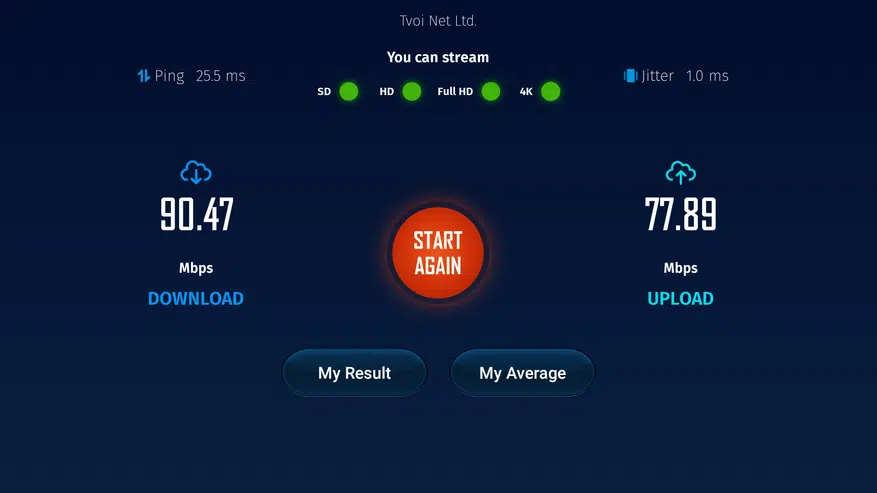 Tvoi Net Ltd.
You can stream
Ping 25.5 ms
Jitter 1.0 ms
SD HD Full HD 4K
90.47
77.89
START
AGAIN
Mbps
Mbps
DOWNLOAD
UPLOAD
My Result
My Average